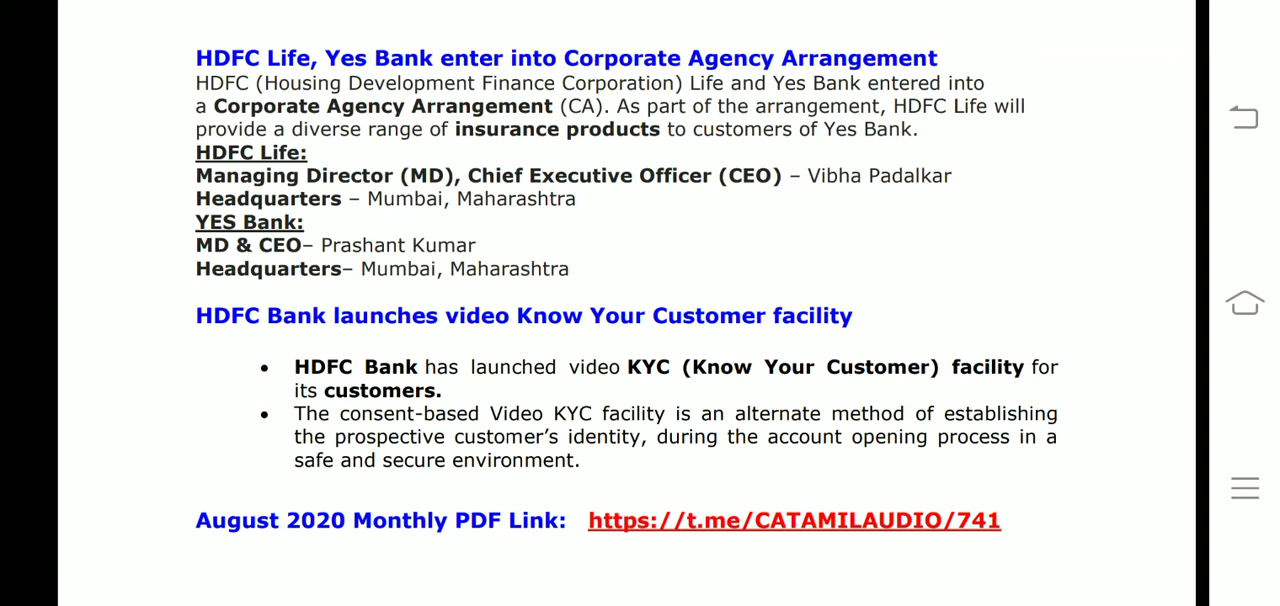 HDFC Life, Yes Bank enter into Corporate Agency Arrangement
HDFC (Housing Development Finance Corporation) Life and Yes Bank entered into
a Corporate Agency Arrangement (CA). As part of the arrangement, HDFC Life will
provide a diverse range of insurance products to customers of Yes Bank.
HDFC Life:
Managing Director (MD), Chief Executive Officer (CEO) – Vibha Padalkar
Headquarters – Mumbai, Maharashtra
YES Bank:
MD & CEO– Prashant Kumar
Headquarters– Mumbai, Maharashtra
HDFC Bank launches video Know Your Customer facility
• HDFC Bank has launched video KYC (Know Your Customer) facility for
its customers.
• The consent-based Video KYC facility is an alternate method of establishing
the prospective customer’s identity, during the account opening process in a
safe and secure environment.
August 2020 Monthly PDF Link: https://t.me/CATAMILAUDIO/741